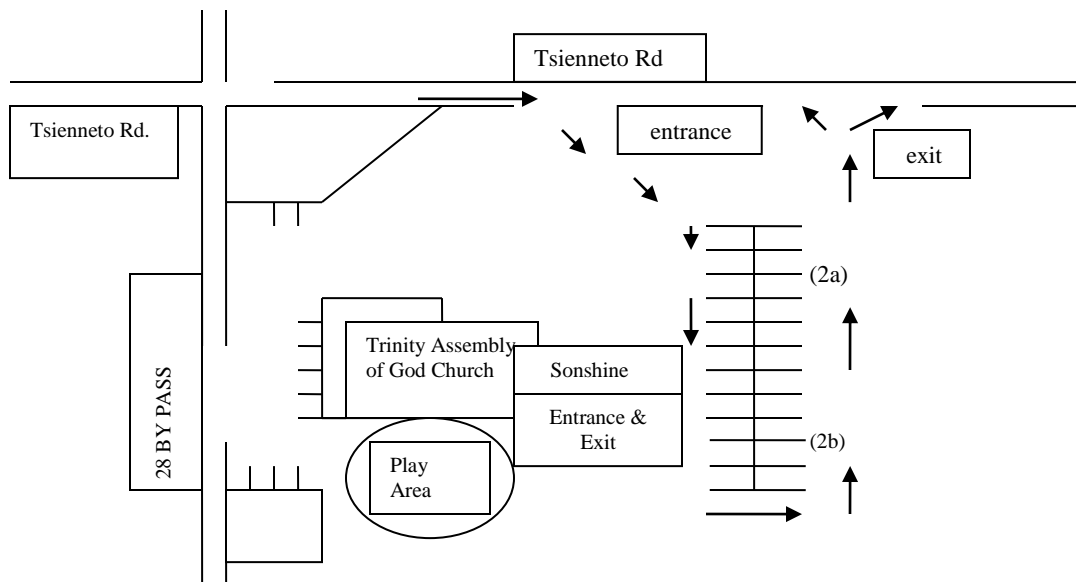 Tsienneto Rd
Tsienneto Rd.
entrance
exit
(2a)
Trinity Assembly
of God Church
Sonshine
Entrance &
Exit
(2b)
28 BY PASS
Play
Area